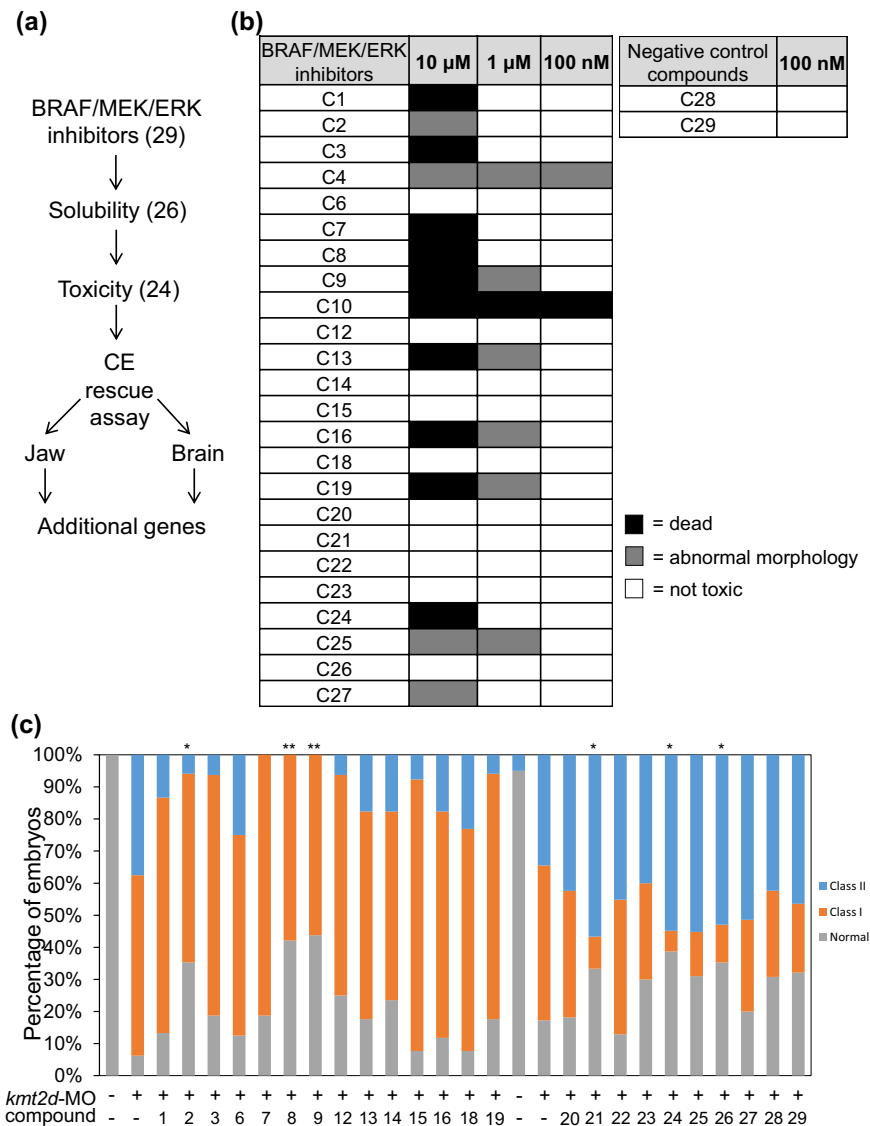 (a)
BRAF/MEK/ERK
inhibitors (29)
Solubility (26)
Toxicity (24)
CE
rescue
assay
Jaw Brain
Additional genes
(b)
BRAF/MEK/ERK
inhibitors 10 µM 1 µM 100 nM
C1
C2
C3
C4
C6
C7
C8
C9
C10
C12
C13
C14
C15
C16
C18
C19
C20
C21
C22
C23
C24
C25
C26
C27
Negative control
compounds 100 nM
C28
C29
= dead
= abnormal morphology
= not toxic
(c)
* ** ** * * *
Percentage of embryos
100%
90%
80%
70%
60%
50%
40%
30%
20%
10%
0%
Class II
Class I
Normal
kmt2d-MO - + + + + + + + + + + + + + + + - + + + + + + + + + + +
compound - - 1 2 3 6 7 8 9 12 13 14 15 16 18 19 - - 20 21 22 23 24 25 26 27 28 29